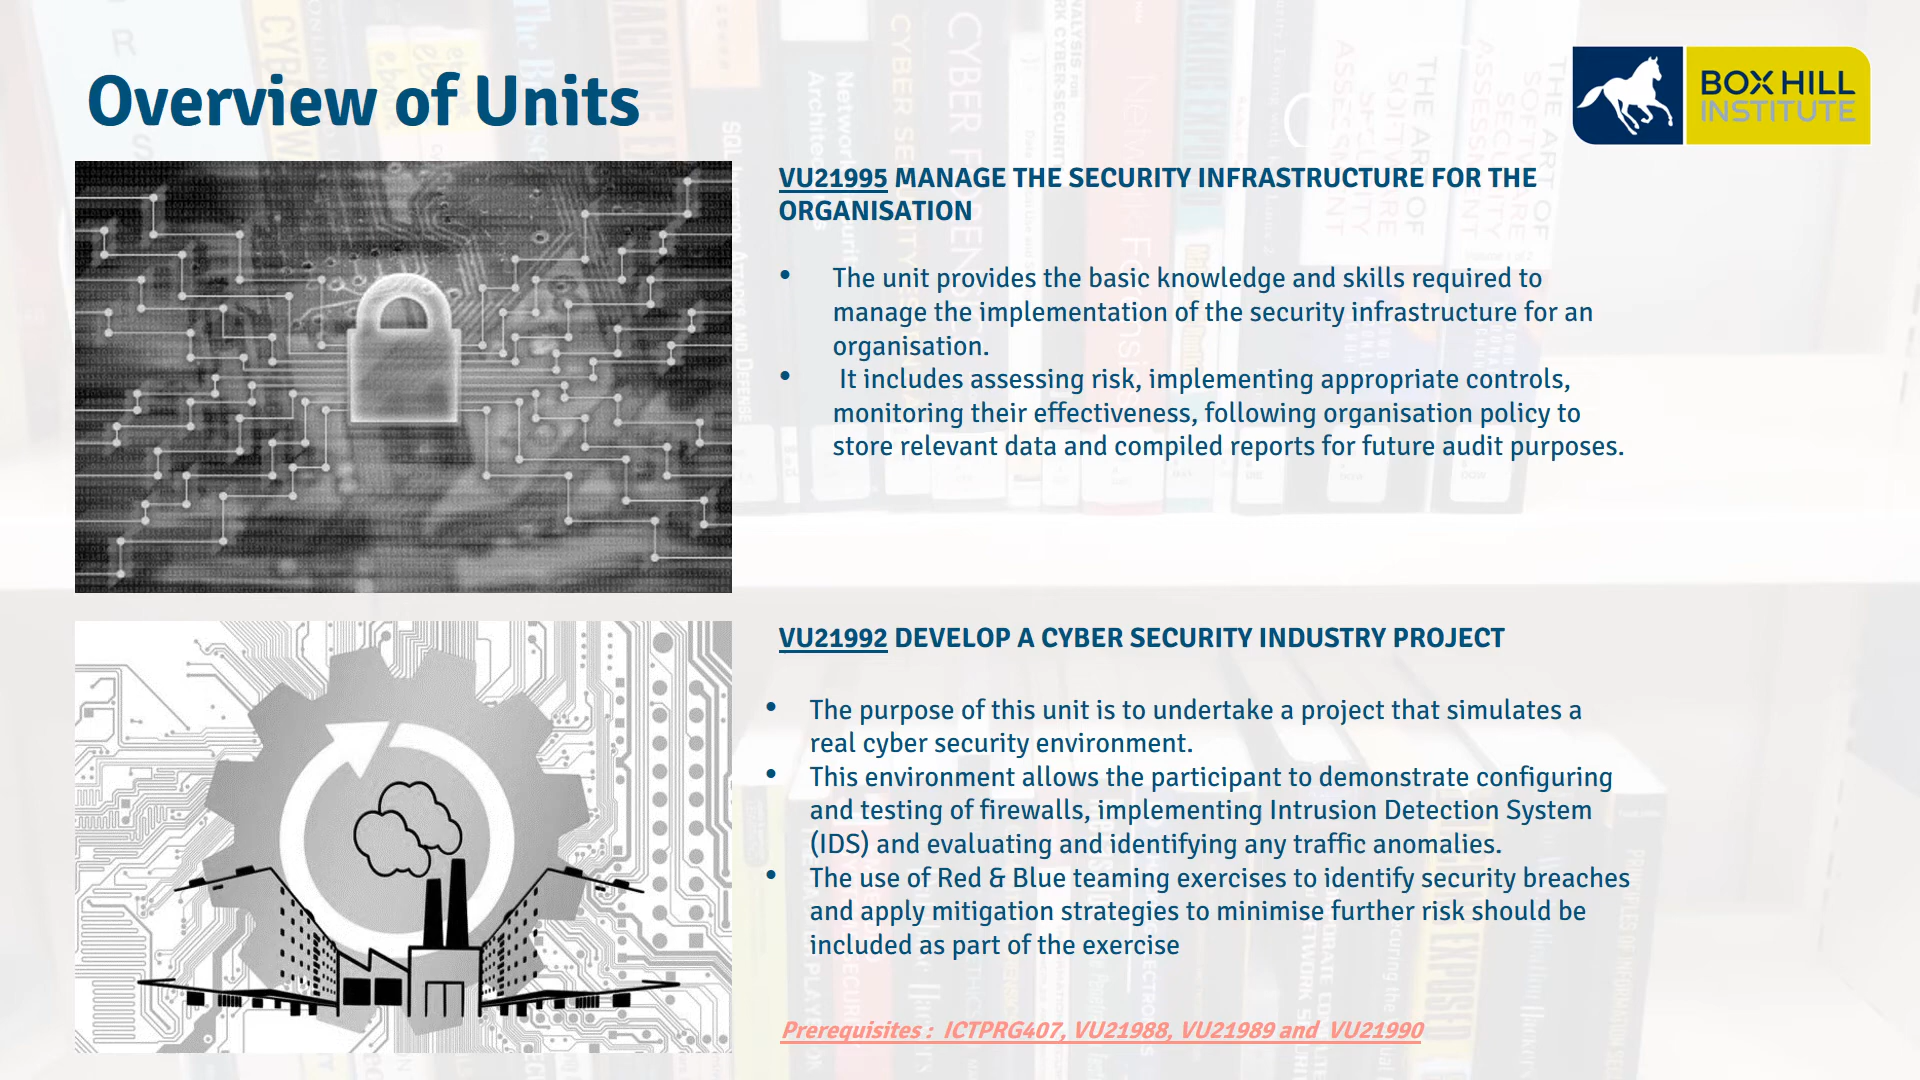 Overview of Units
BOX HILL
INSTITUTE
VU21995 MANAGE THE SECURITY INFRASTRUCTURE FOR THE
ORGANISATION
• The unit provides the basic knowledge and skills required to
manage the implementation of the security infrastructure for an
organisation.
• It includes assessing risk, implementing appropriate controls,
monitoring their effectiveness, following organisation policy to
store relevant data and compiled reports for future audit purposes.
VU21992 DEVELOP A CYBER SECURITY INDUSTRY PROJECT
• The purpose of this unit is to undertake a project that simulates a
real cyber security environment.
• This environment allows the participant to demonstrate configuring
and testing of firewalls, implementing Intrusion Detection System
(IDS) and evaluating and identifying any traffic anomalies.
• The use of Red & Blue teaming exercises to identify security breaches
and apply mitigation strategies to minimise further risk should be
included as part of the exercise
Prerequisites : ICTPRG407, VU21988, VU21989 and VU21990